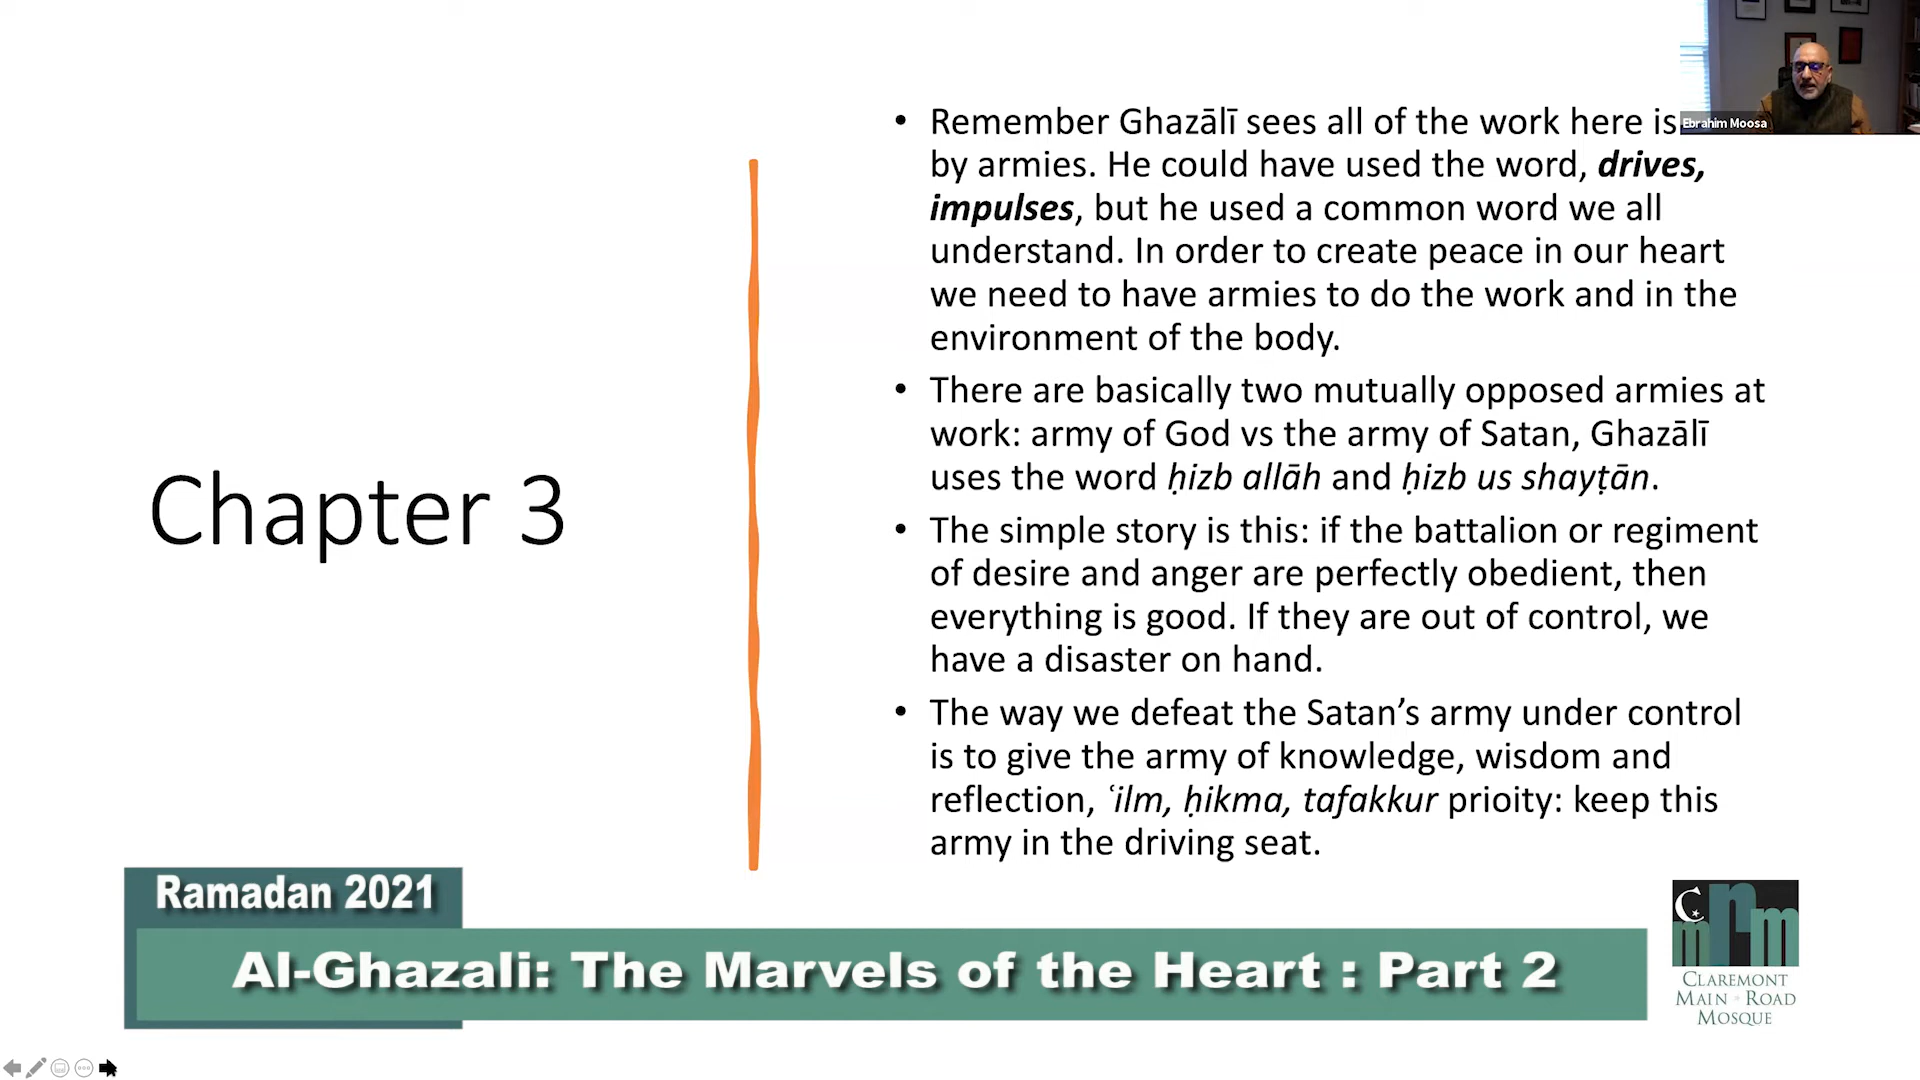 Chapter 3
• Remember Ghazālī sees all of the work here is
by armies. He could have used the word, drives,
impulses, but he used a common word we all
understand. In order to create peace in our heart
we need to have armies to do the work and in the
environment of the body.
• There are basically two mutually opposed armies at
work: army of God vs the army of Satan, Ghazālī
uses the word ḥizb allāh and ḥizb us shayṭān.
• The simple story is this: if the battalion or regiment
of desire and anger are perfectly obedient, then
everything is good. If they are out of control, we
have a disaster on hand.
• The way we defeat the Satan’s army under control
is to give the army of knowledge, wisdom and
reflection, ʿilm, ḥikma, tafakkur prioity: keep this
army in the driving seat.
Ebrahim Moosa
Ramadan 2021
Al-Ghazali: The Marvels of the Heart : Part 2
cmrm
CLAREMONT
MAIN ROAD
MOSQUE